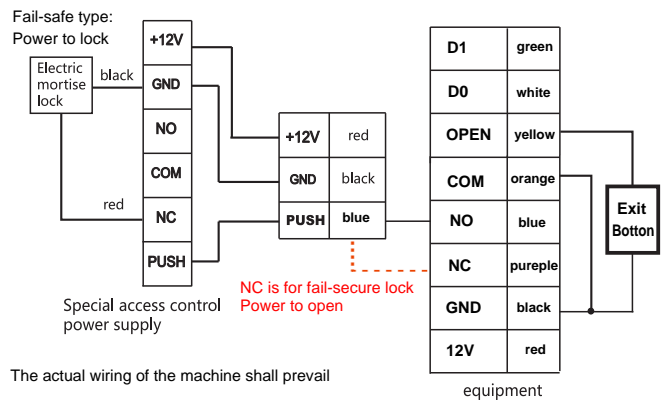 Fail-safe type:
Power to lock
Electric
mortise
lock
black
red
+12V
GND
NO
COM
NC
PUSH
Special access control
power supply
+12V red
GND black
PUSH blue
NC is for fail-secure lock
Power to open
D1 green
D0 white
OPEN yellow
COM orange
NO blue
NC pureple
GND black
12V red
equipment
Exit
Botton
The actual wiring of the machine shall prevail